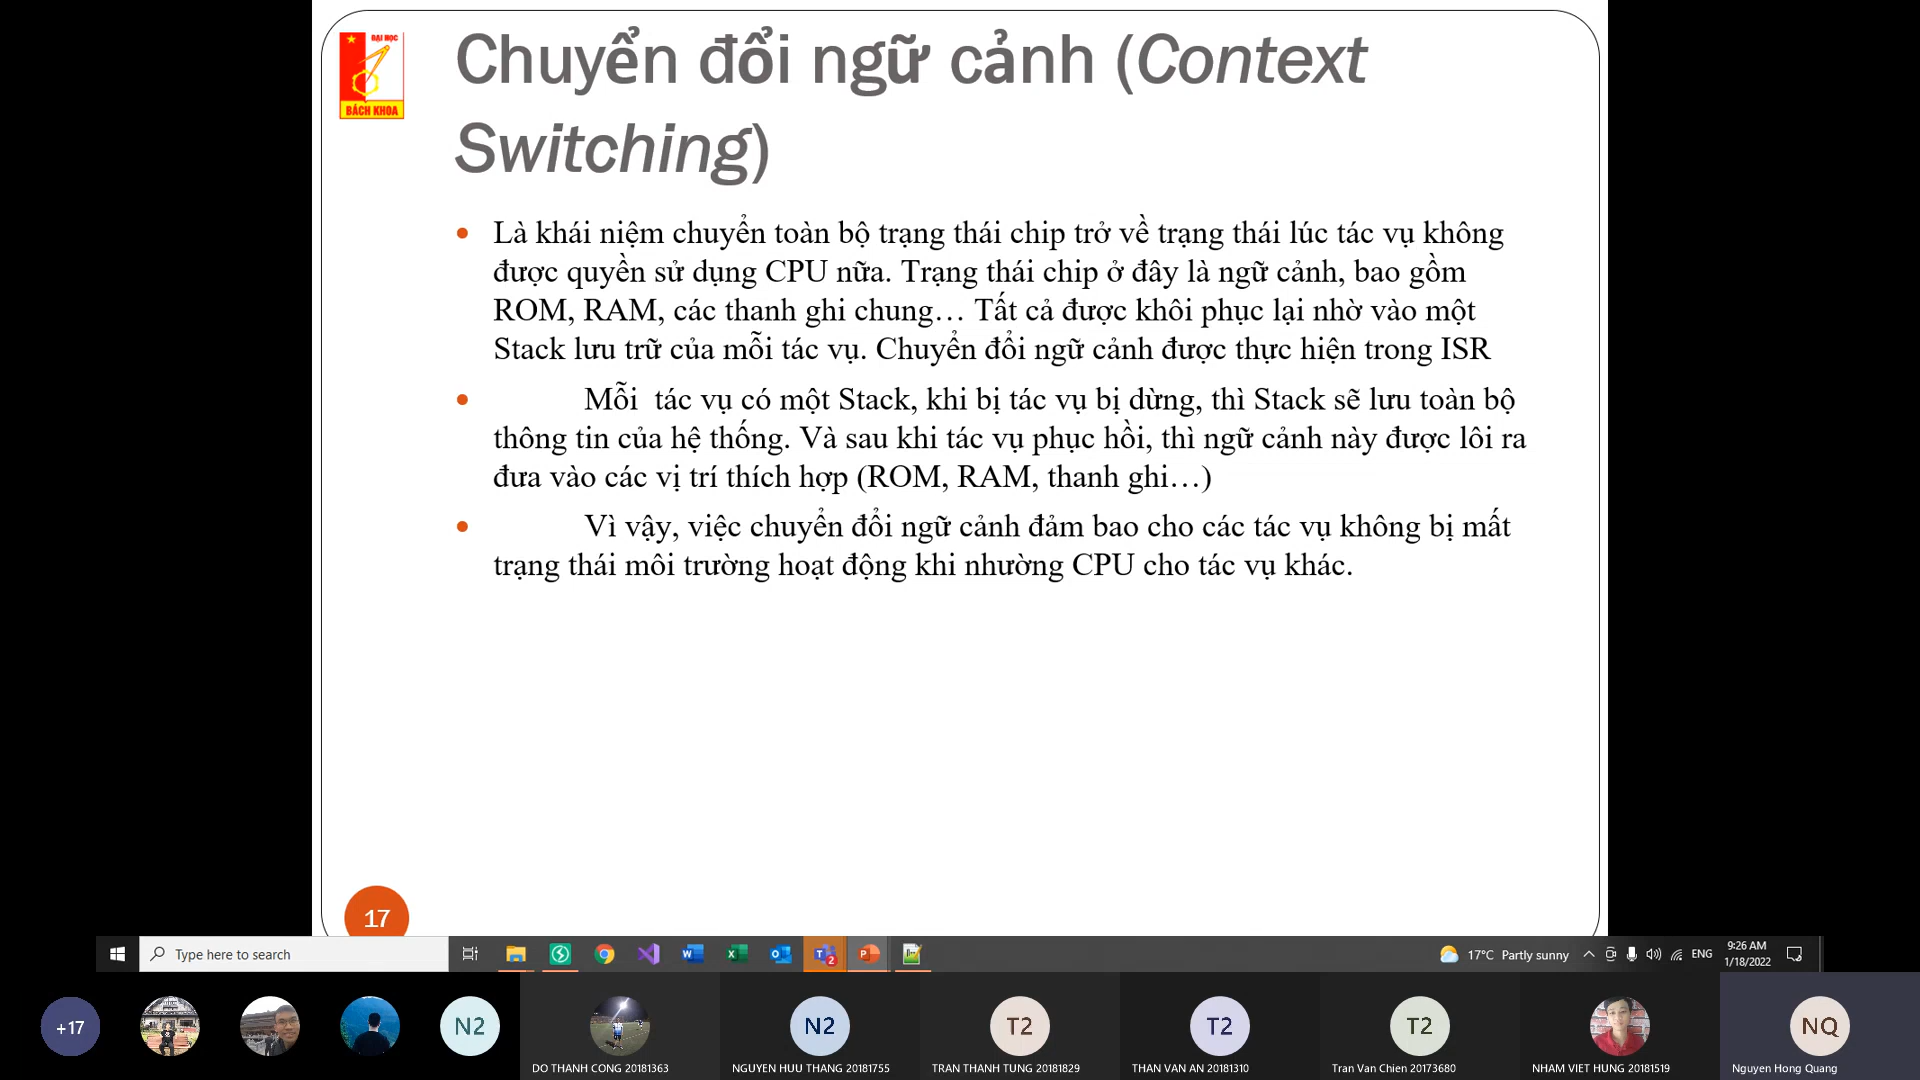 ĐẠI HỌC
BÁCH KHOA
Chuyển đổi ngữ cảnh (Context
Switching)
Là khái niệm chuyển toàn bộ trạng thái chip trở về trạng thái lúc tác vụ không
được quyền sử dụng CPU nữa. Trạng thái chip ở đây là ngữ cảnh, bao gồm
ROM, RAM, các thanh ghi chung… Tất cả được khôi phục lại nhờ vào một
Stack lưu trữ của mỗi tác vụ. Chuyển đổi ngữ cảnh được thực hiện trong ISR
Mỗi tác vụ có một Stack, khi bị tác vụ bị dừng, thì Stack sẽ lưu toàn bộ
thông tin của hệ thống. Và sau khi tác vụ phục hồi, thì ngữ cảnh này được lôi ra
đưa vào các vị trí thích hợp (ROM, RAM, thanh ghi…)
Vì vậy, việc chuyển đổi ngữ cảnh đảm bao cho các tác vụ không bị mất
trạng thái môi trường hoạt động khi nhường CPU cho tác vụ khác.
17
Type here to search
2
17°C Partly sunny
ENG
9:26 AM
1/18/2022
+17
N2
N2
T2
T2
T2
NQ
DO THANH CONG 20181363
NGUYEN HUU THANG 20181755
TRAN THANH TUNG 20181829
THAN VAN AN 20181310
Tran Van Chien 20173680
NHAM VIET HUNG 20181519
Nguyen Hong Quang